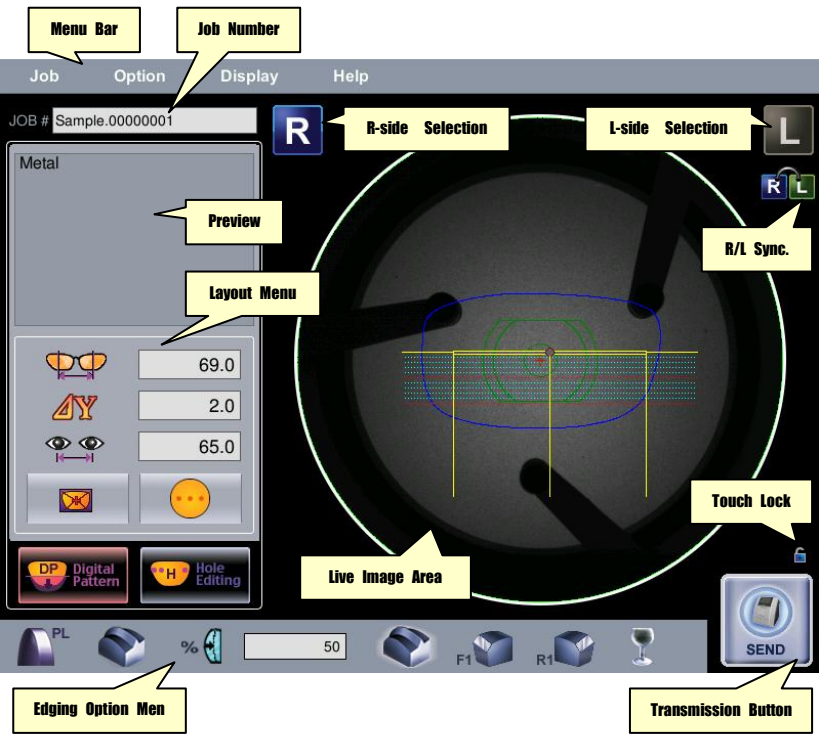 Menu Bar
Job Number
Job Option Display Help
JOB # Sample.00000001
R
R-side Selection
L-side Selection
L
Metal
R L
Preview
R/L Sync.
Layout Menu
69.0
ΔY 2.0
65.0
Touch Lock
DP Digital Pattern
H Hole Editing
Live Image Area
PL
%
50
F1
R1
SEND
Edging Option Men
Transmission Button